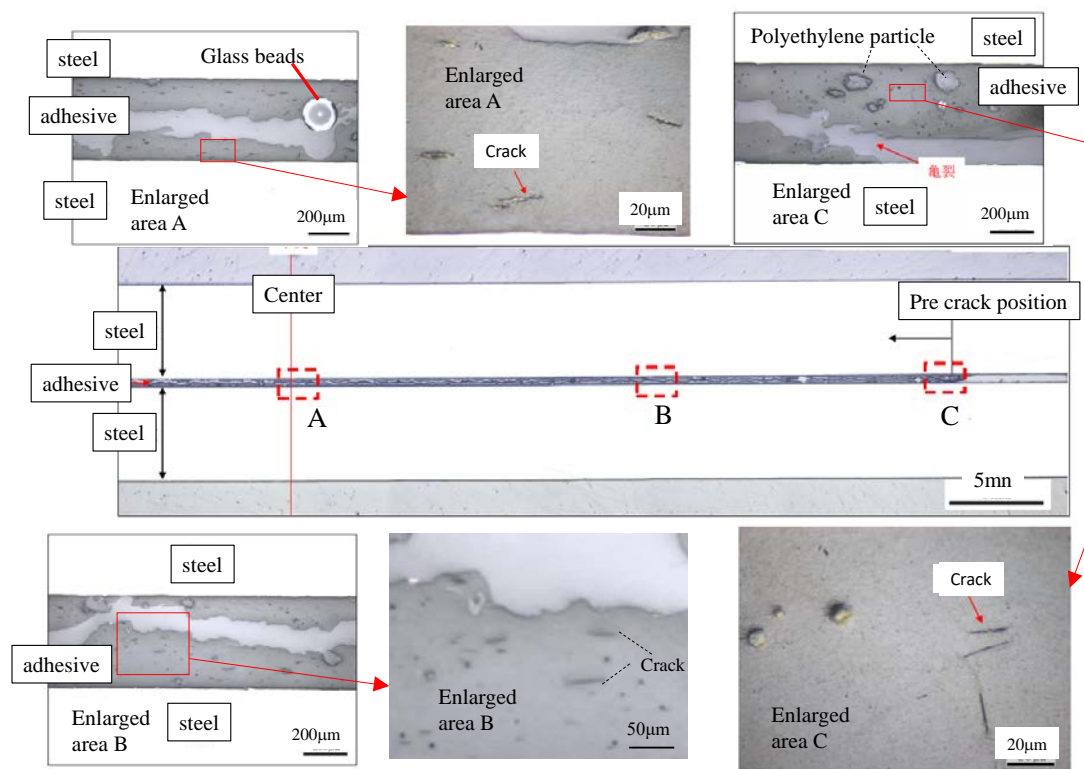 steel
Glass beads
adhesive
steel
Enlarged
area A
200μm
Enlarged
area A
Crack
20μm
Polyethylene particle
steel
adhesive
亀裂
Enlarged
area C
steel
200μm
Center
Pre crack position
steel
adhesive
steel
A
B
C
5mn
steel
adhesive
Enlarged
area B
steel
200μm
Crack
Enlarged
area B
50μm
Crack
Enlarged
area C
20μm